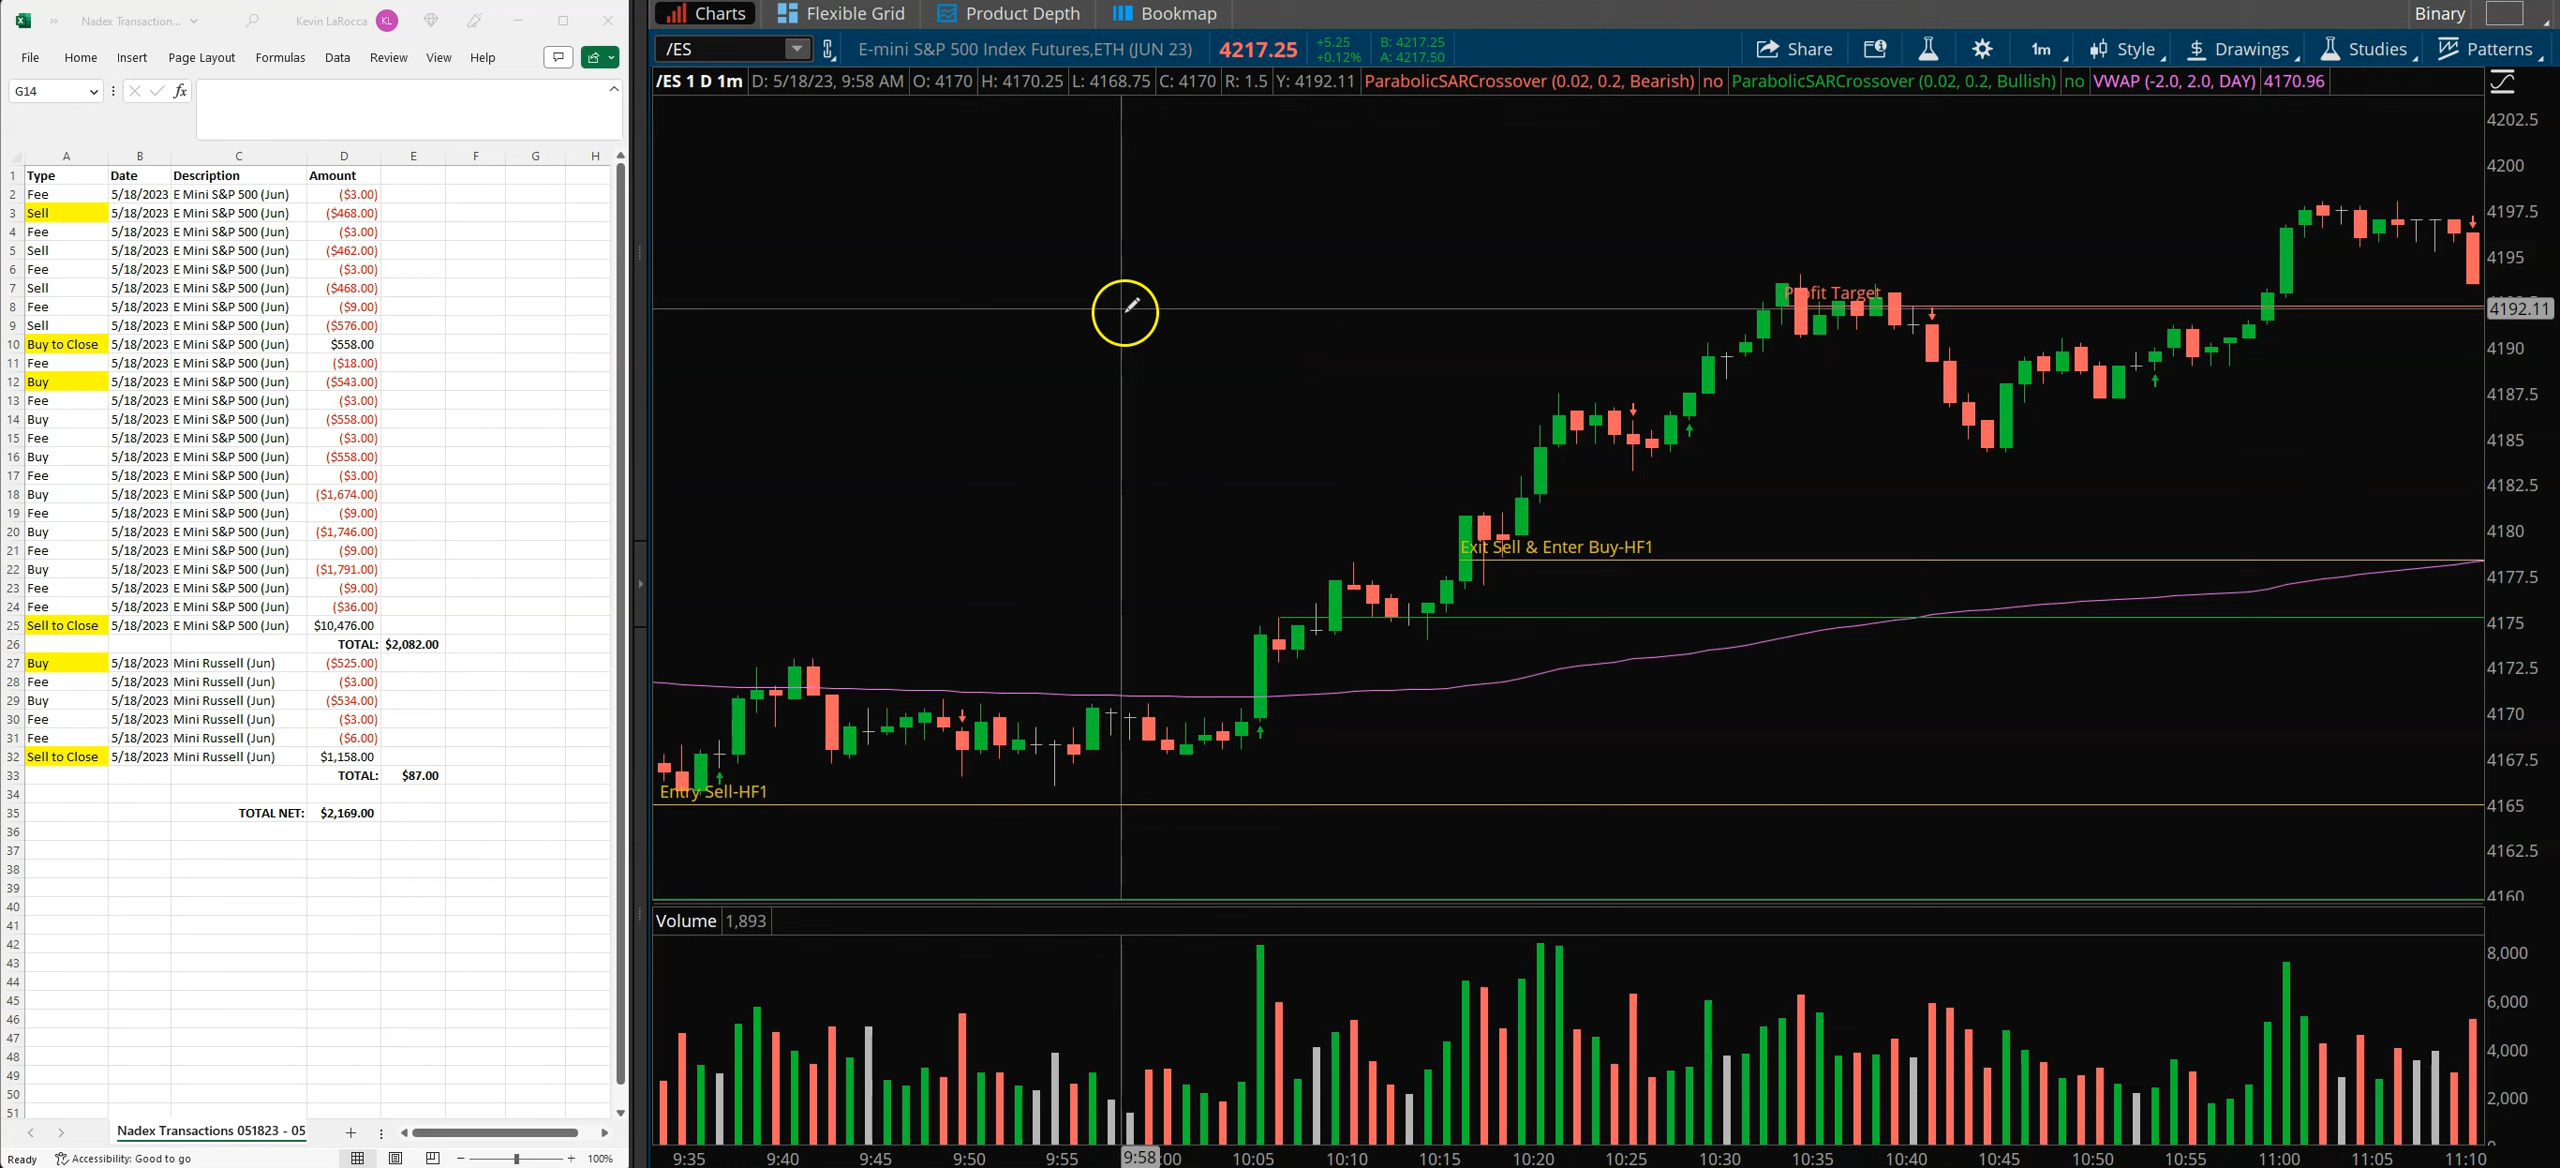 Nadex Transaction...
Kevin LaRocca KL
File Home Insert Page Layout Formulas Data Review View Help
G14
fx
A B C D E F G H
1 Type Date Description Amount
2 Fee 5/18/2023 E Mini S&P 500 (Jun) ($3.00)
3 Sell 5/18/2023 E Mini S&P 500 (Jun) ($468.00)
4 Fee 5/18/2023 E Mini S&P 500 (Jun) ($3.00)
5 Sell 5/18/2023 E Mini S&P 500 (Jun) ($462.00)
6 Fee 5/18/2023 E Mini S&P 500 (Jun) ($3.00)
7 Sell 5/18/2023 E Mini S&P 500 (Jun) ($468.00)
8 Fee 5/18/2023 E Mini S&P 500 (Jun) ($9.00)
9 Sell 5/18/2023 E Mini S&P 500 (Jun) ($576.00)
10 Buy to Close 5/18/2023 E Mini S&P 500 (Jun) $558.00
11 Fee 5/18/2023 E Mini S&P 500 (Jun) ($18.00)
12 Buy 5/18/2023 E Mini S&P 500 (Jun) ($543.00)
13 Fee 5/18/2023 E Mini S&P 500 (Jun) ($3.00)
14 Buy 5/18/2023 E Mini S&P 500 (Jun) ($558.00)
15 Fee 5/18/2023 E Mini S&P 500 (Jun) ($3.00)
16 Buy 5/18/2023 E Mini S&P 500 (Jun) ($558.00)
17 Fee 5/18/2023 E Mini S&P 500 (Jun) ($3.00)
18 Buy 5/18/2023 E Mini S&P 500 (Jun) ($1,674.00)
19 Fee 5/18/2023 E Mini S&P 500 (Jun) ($9.00)
20 Buy 5/18/2023 E Mini S&P 500 (Jun) ($1,746.00)
21 Fee 5/18/2023 E Mini S&P 500 (Jun) ($9.00)
22 Buy 5/18/2023 E Mini S&P 500 (Jun) ($1,791.00)
23 Fee 5/18/2023 E Mini S&P 500 (Jun) ($9.00)
24 Fee 5/18/2023 E Mini S&P 500 (Jun) ($36.00)
25 Sell to Close 5/18/2023 E Mini S&P 500 (Jun) $10,476.00
26 TOTAL: $2,082.00
27 Buy 5/18/2023 Mini Russell (Jun) ($525.00)
28 Fee 5/18/2023 Mini Russell (Jun) ($3.00)
29 Buy 5/18/2023 Mini Russell (Jun) ($534.00)
30 Fee 5/18/2023 Mini Russell (Jun) ($3.00)
31 Fee 5/18/2023 Mini Russell (Jun) ($6.00)
32 Sell to Close 5/18/2023 Mini Russell (Jun) $1,158.00
33 TOTAL: $87.00
34
35 TOTAL NET: $2,169.00
36
37
38
39
40
41
42
43
44
45
46
47
48
49
50
51
Nadex Transactions 051823 - 05
Ready Accessibility: Good to go 100%
Charts Flexible Grid Product Depth Bookmap Binary
/ES E-mini S&P 500 Index Futures,ETH (JUN 23) 4217.25 +5.25 B: 4217.25
+0.12% A: 4217.50
Share 1m Style Drawings Studies Patterns
/ES 1 D 1m D: 5/18/23, 9:58 AM O: 4170 H: 4170.25 L: 4168.75 C: 4170 R: 1.5 Y: 4192.11 ParabolicSARCrossover (0.02, 0.2, Bearish) no ParabolicSARCrossover (0.02, 0.2, Bullish) no VWAP (-2.0, 2.0, DAY) 4170.96
4202.5
4200
4197.5
4195
Profit Target
4192.11
4190
4187.5
4185
4182.5
4180
Exit Sell & Enter Buy-HF1
4177.5
4175
4172.5
4170
4167.5
Entry Sell-HF1
4165
4162.5
4160
Volume 1,893
8,000
6,000
4,000
2,000
0
9:35 9:40 9:45 9:50 9:55 9:58 :00 10:05 10:10 10:15 10:20 10:25 10:30 10:35 10:40 10:45 10:50 10:55 11:00 11:05 11:10